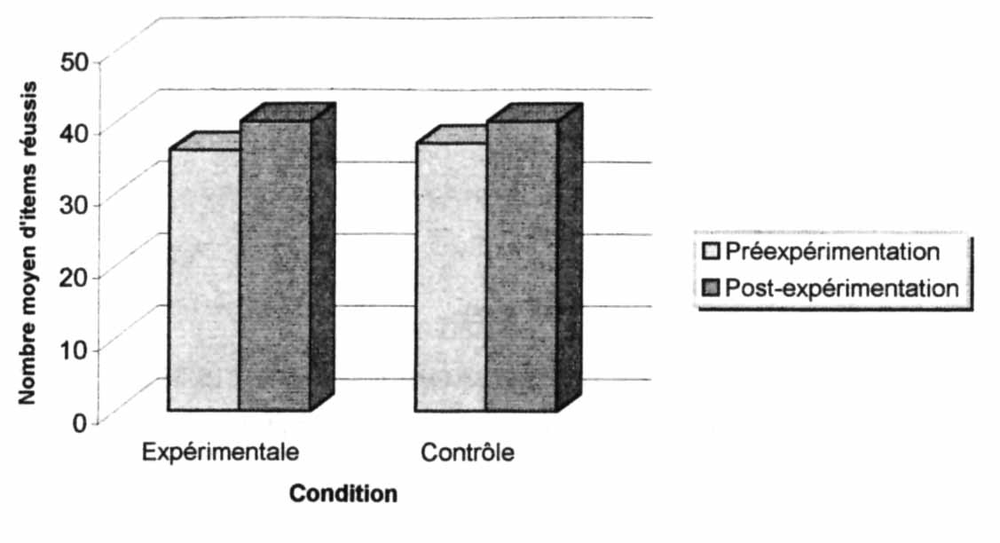 50
40
30
20
10
0
Nombre moyen d'items réussis
Expérimentale
Contrôle
Condition
Préexpérimentation
Post-expérimentation